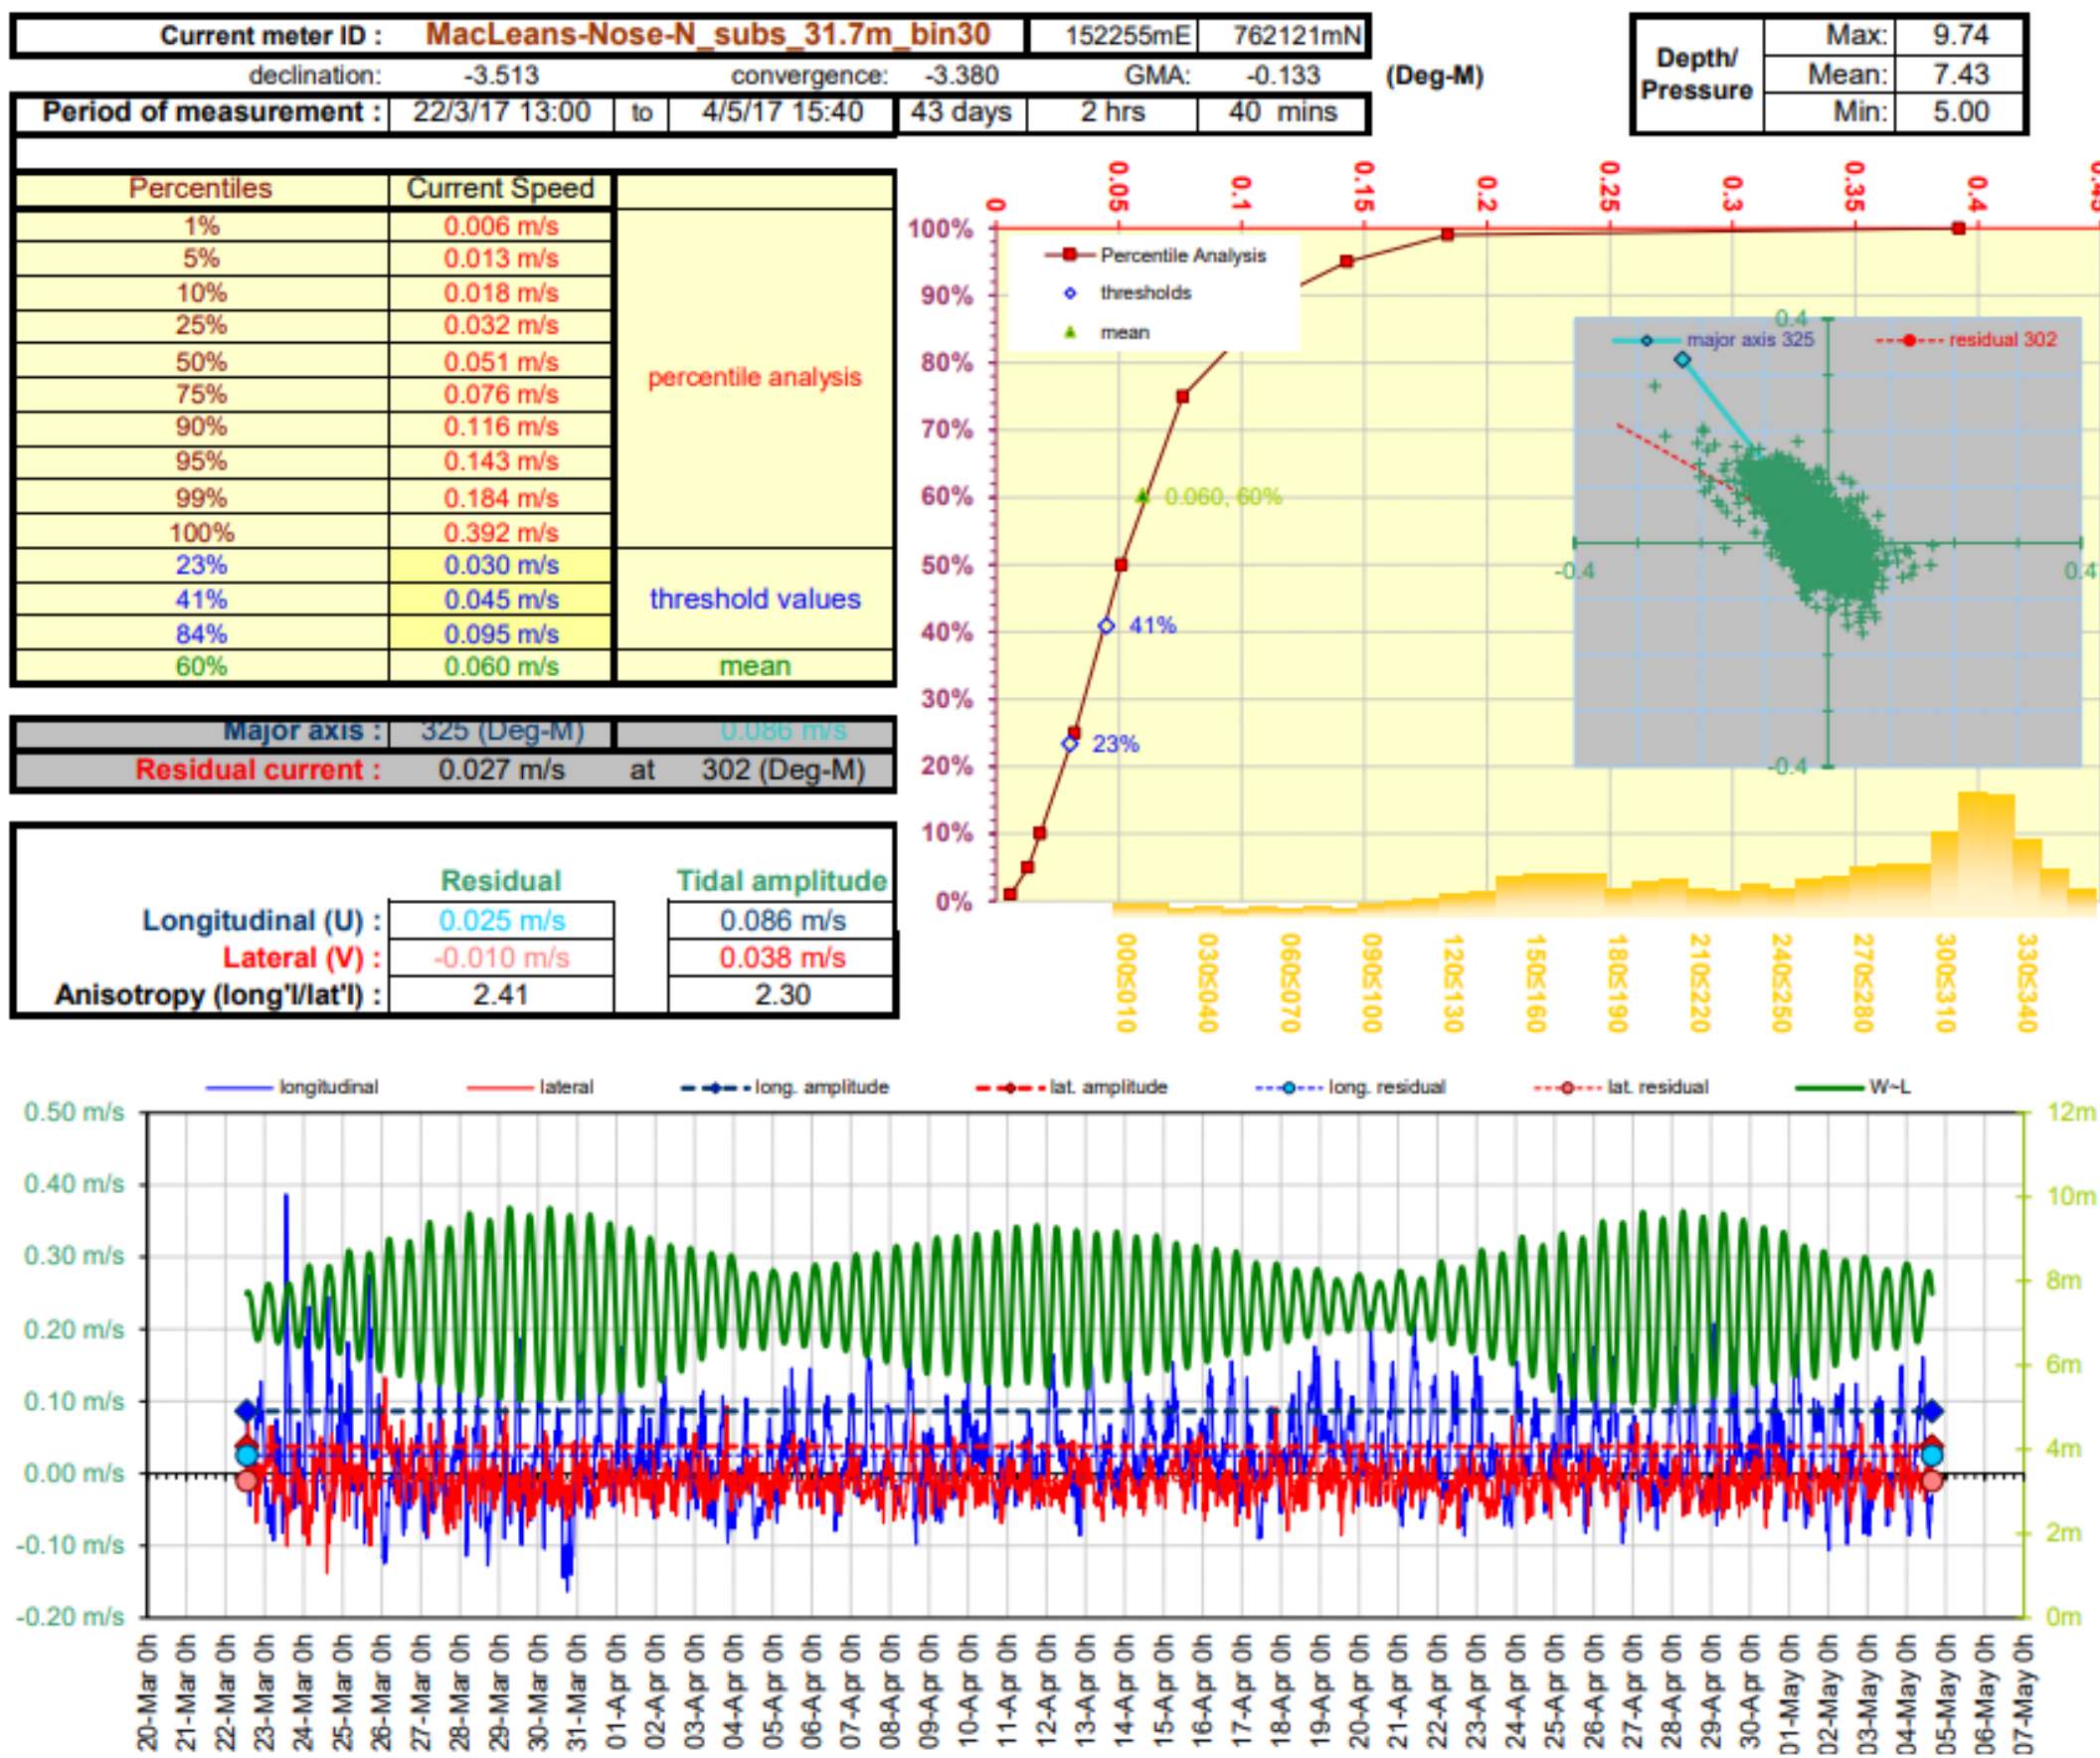 Current meter ID : MacLeans-Nose-N_subs_31.7m_bin30 152255mE 762121mN
declination: -3.513 convergence: -3.380 GMA: -0.133 (Deg-M)
Period of measurement : 22/3/17 13:00 to 4/5/17 15:40 43 days 2 hrs 40 mins
Depth/ Pressure
Max: 9.74
Mean: 7.43
Min: 5.00
Percentiles Current Speed
1% 0.006 m/s
5% 0.013 m/s
10% 0.018 m/s
25% 0.032 m/s
50% 0.051 m/s
75% 0.076 m/s
90% 0.116 m/s
95% 0.143 m/s
99% 0.184 m/s
100% 0.392 m/s
percentile analysis
23% 0.030 m/s
41% 0.045 m/s
84% 0.095 m/s
threshold values
60% 0.060 m/s mean
Major axis : 325 (Deg-M) 0.086 m/s
Residual current : 0.027 m/s at 302 (Deg-M)
Residual Tidal amplitude
Longitudinal (U) : 0.025 m/s 0.086 m/s
Lateral (V) : -0.010 m/s 0.038 m/s
Anisotropy (long'l/lat'l) : 2.41 2.30
0 0.05 0.1 0.15 0.2 0.25 0.3 0.35 0.4
100%
90%
80%
70%
60%
50%
40%
30%
20%
10%
0%
Percentile Analysis
thresholds
mean
0.060, 60%
41%
23%
0.4
major axis 325 residual 302
-0.4 0.4
-0.4
000≤010 030≤040 060≤070 090≤100 120≤130 150≤160 180≤190 210≤220 240≤250 270≤280 300≤310 330≤340
longitudinal lateral long. amplitude lat. amplitude long. residual lat. residual W~L
0.50 m/s
0.40 m/s
0.30 m/s
0.20 m/s
0.10 m/s
0.00 m/s
-0.10 m/s
-0.20 m/s
12m
10m
8m
6m
4m
2m
0m
20-Mar 0h
21-Mar 0h
22-Mar 0h
23-Mar 0h
24-Mar 0h
25-Mar 0h
26-Mar 0h
27-Mar 0h
28-Mar 0h
29-Mar 0h
30-Mar 0h
31-Mar 0h
01-Apr 0h
02-Apr 0h
03-Apr 0h
04-Apr 0h
05-Apr 0h
06-Apr 0h
07-Apr 0h
08-Apr 0h
09-Apr 0h
10-Apr 0h
11-Apr 0h
12-Apr 0h
13-Apr 0h
14-Apr 0h
15-Apr 0h
16-Apr 0h
17-Apr 0h
18-Apr 0h
19-Apr 0h
20-Apr 0h
21-Apr 0h
22-Apr 0h
23-Apr 0h
24-Apr 0h
25-Apr 0h
26-Apr 0h
27-Apr 0h
28-Apr 0h
29-Apr 0h
30-Apr 0h
01-May 0h
02-May 0h
03-May 0h
04-May 0h
05-May 0h
06-May 0h
07-May 0h